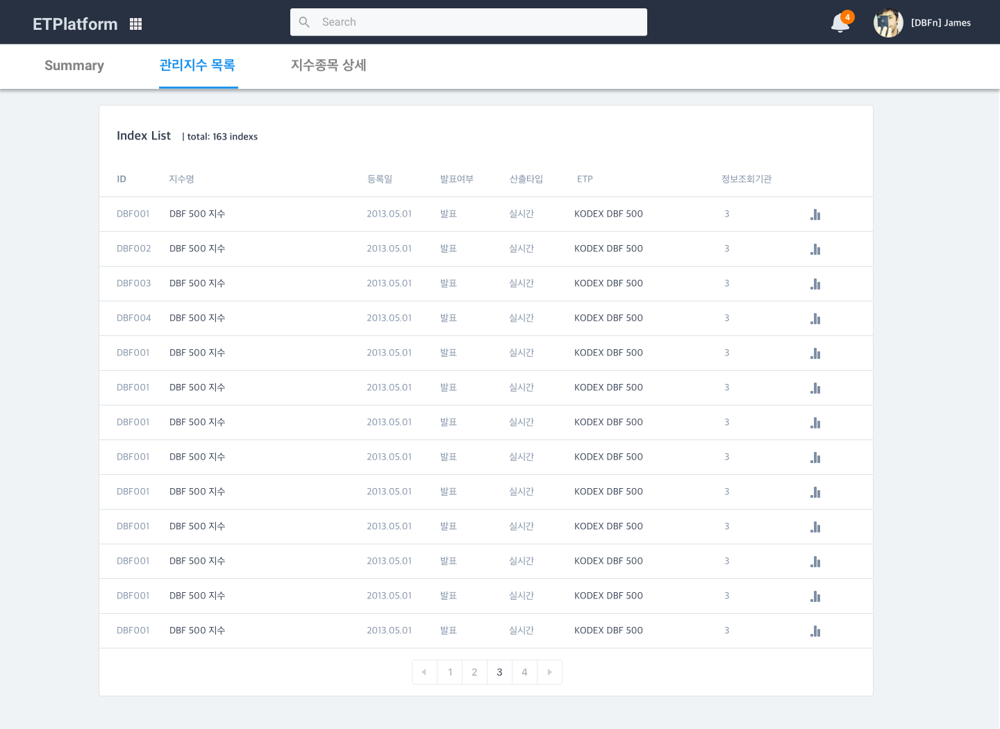 ETPlatform
Search
4
[DBFn] James
Summary 관리지수 목록 지수종목 상세
Index List | total: 163 indexs
ID 지수명 등록일 발표여부 산출타입 ETP 정보조회기관
DBF001 DBF 500 지수 2013.05.01 발표 실시간 KODEX DBF 500 3
DBF002 DBF 500 지수 2013.05.01 발표 실시간 KODEX DBF 500 3
DBF003 DBF 500 지수 2013.05.01 발표 실시간 KODEX DBF 500 3
DBF004 DBF 500 지수 2013.05.01 발표 실시간 KODEX DBF 500 3
DBF001 DBF 500 지수 2013.05.01 발표 실시간 KODEX DBF 500 3
DBF001 DBF 500 지수 2013.05.01 발표 실시간 KODEX DBF 500 3
DBF001 DBF 500 지수 2013.05.01 발표 실시간 KODEX DBF 500 3
DBF001 DBF 500 지수 2013.05.01 발표 실시간 KODEX DBF 500 3
DBF001 DBF 500 지수 2013.05.01 발표 실시간 KODEX DBF 500 3
DBF001 DBF 500 지수 2013.05.01 발표 실시간 KODEX DBF 500 3
DBF001 DBF 500 지수 2013.05.01 발표 실시간 KODEX DBF 500 3
DBF001 DBF 500 지수 2013.05.01 발표 실시간 KODEX DBF 500 3
DBF001 DBF 500 지수 2013.05.01 발표 실시간 KODEX DBF 500 3
1 2 3 4